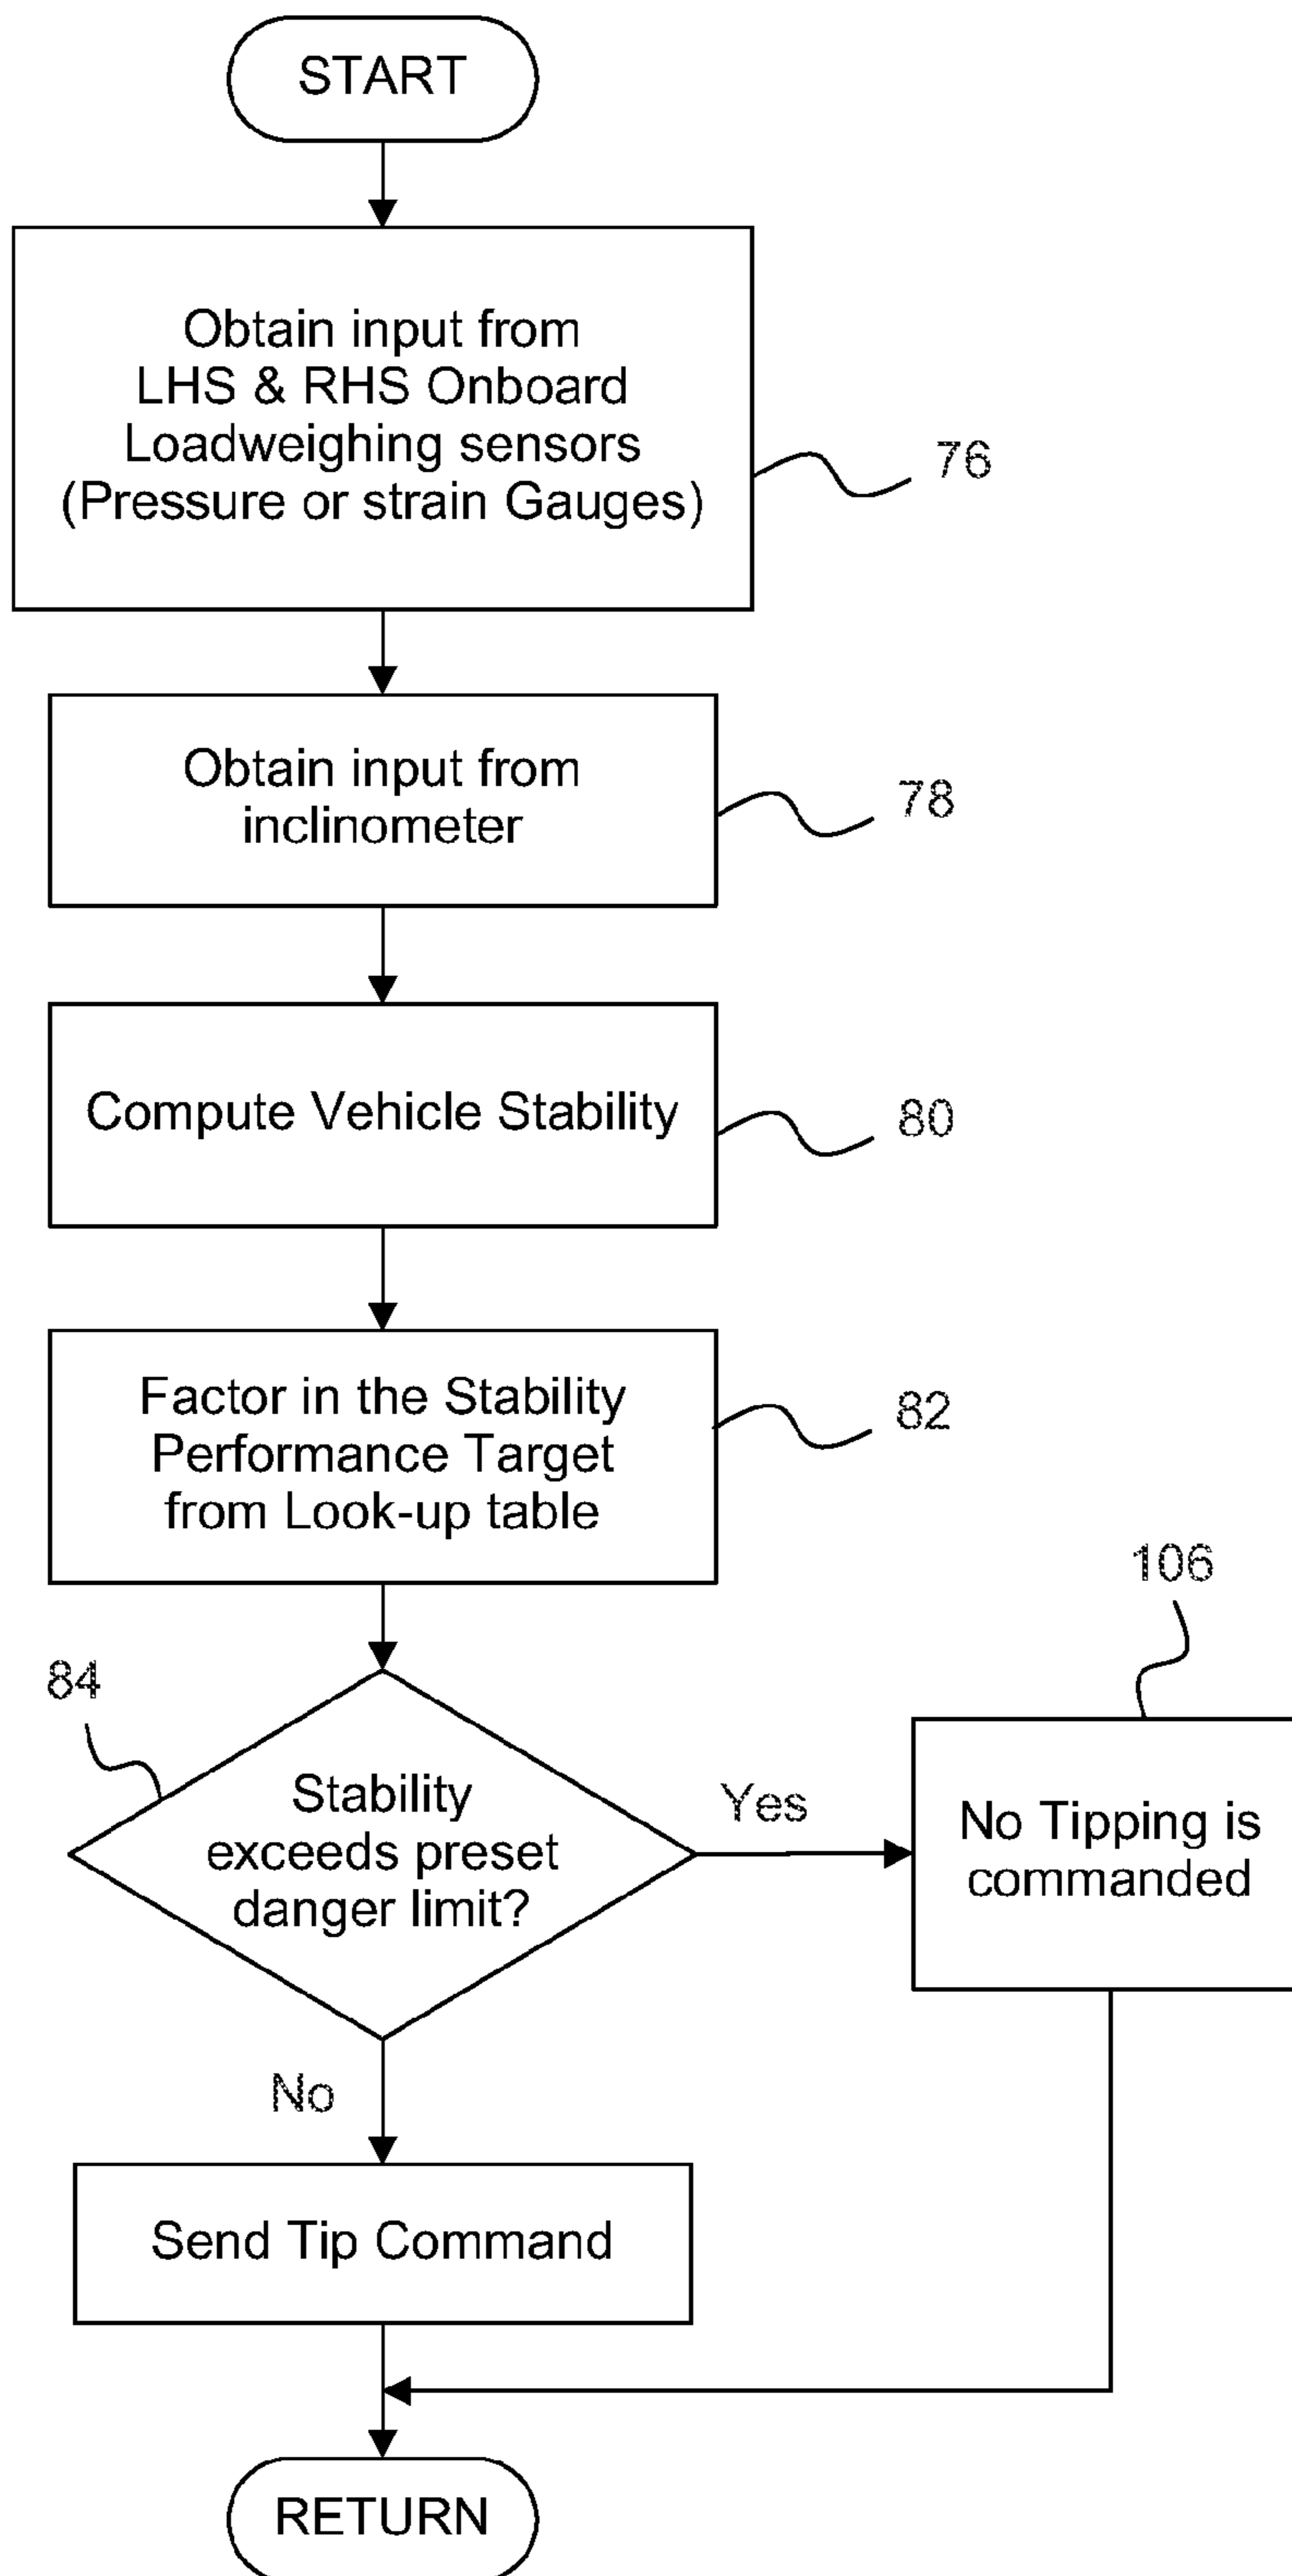 START
Obtain input from
LHS & RHS Onboard
Loadweighing sensors
(Pressure or strain Gauges)
76
Obtain input from
inclinometer
78
Compute Vehicle Stability
80
Factor in the Stability
Performance Target
from Look-up table
82
84
Stability
exceeds preset
danger limit?
Yes
106
No Tipping is
commanded
No
Send Tip Command
RETURN